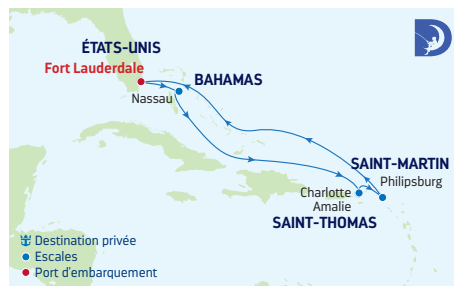 ÉTATS-UNIS
Fort Lauderdale
BAHAMAS
Nassau
SAINT-MARTIN
Philipsburg
Charlotte
Amalie
SAINT-THOMAS
Destination privée
Escales
Port d'embarquement